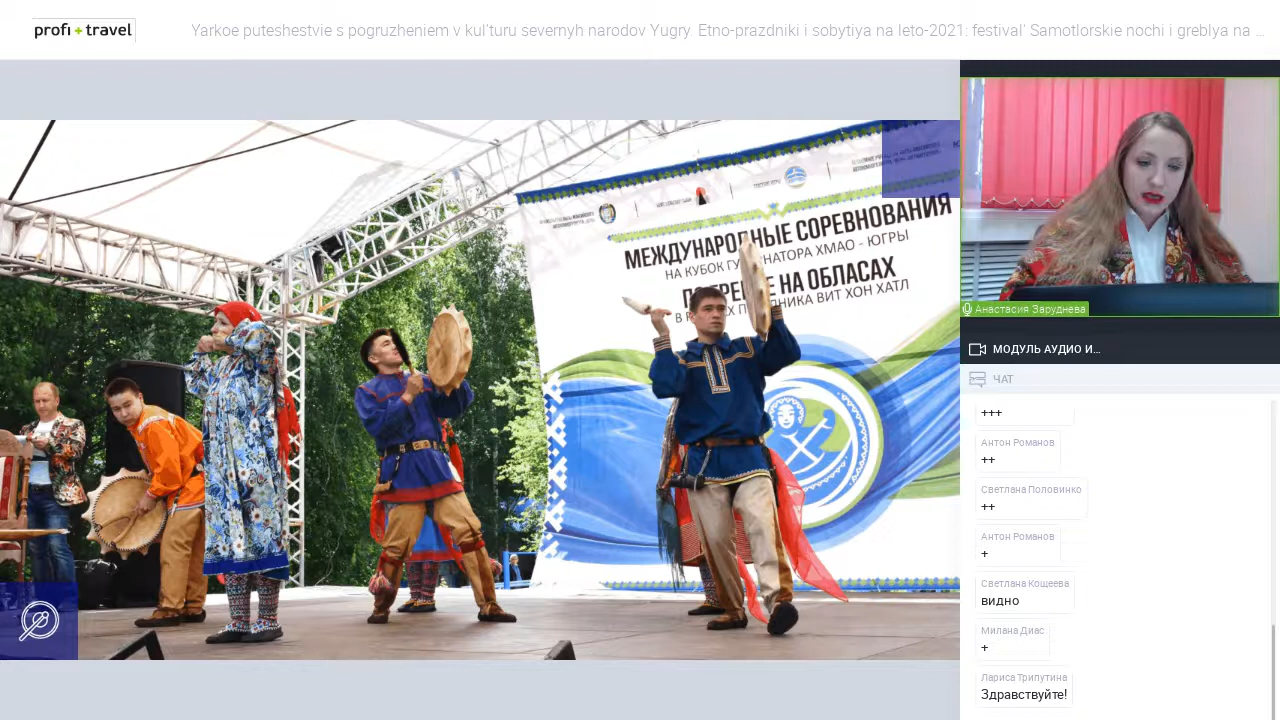 profi + travel
Yarkoe puteshestvie s pogruzheniem v kul'turu severnyh narodov Yugry. Etno-prazdniki i sobytiya na leto-2021: festival' Samotlorskie nochi i greblya na ...
МЕЖДУНАРОДНЫЕ СОРЕВНОВАНИЯ
НА КУБОК ГУБЕРНАТОРА ХМАО - ЮГРЫ
ПО ГРЕБЛЕ НА ОБЛАСАХ
В ПРАЗДНИКА ВИТ ХОН ХАТЛ
Анастасия Заруднева
МОДУЛЬ АУДИО И...
ЧАТ
+++
Антон Романов
++
Светлана Половинко
++
Антон Романов
+
Светлана Кощеева
видно
Милана Диас
+
Лариса Трипутина
Здравствуйте!